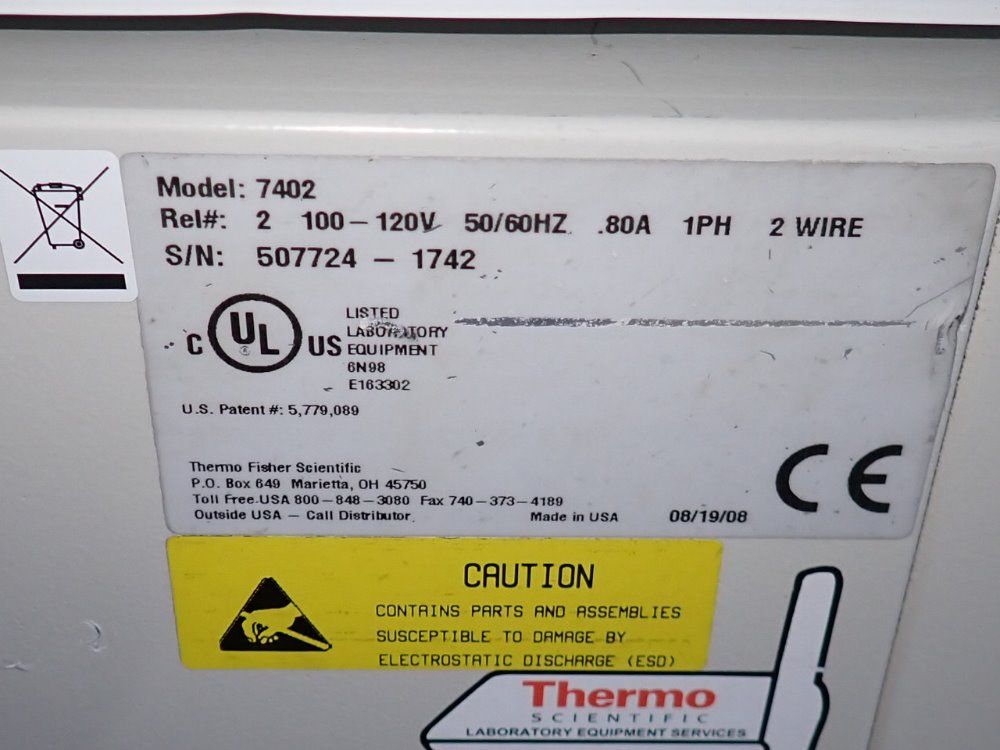 Model: 7402
Rel#: 2 100-120V 50/60HZ .80A 1PH 2 WIRE
S/N: 507724 - 1742
C UL US
LISTED
LABORATORY
EQUIPMENT
6N98
E163302
U.S. Patent #: 5,779,089
Thermo Fisher Scientific
P.O. Box 649 Marietta, OH 45750
Toll Free USA 800-848-3080 Fax 740-373-4189
Outside USA - Call Distributor. Made in USA 08/19/08
CE
CAUTION
CONTAINS PARTS AND ASSEMBLIES
SUSCEPTIBLE TO DAMAGE BY
ELECTROSTATIC DISCHARGE (ESD)
Thermo
SCIENTIFIC
LABORATORY EQUIPMENT SERVICES